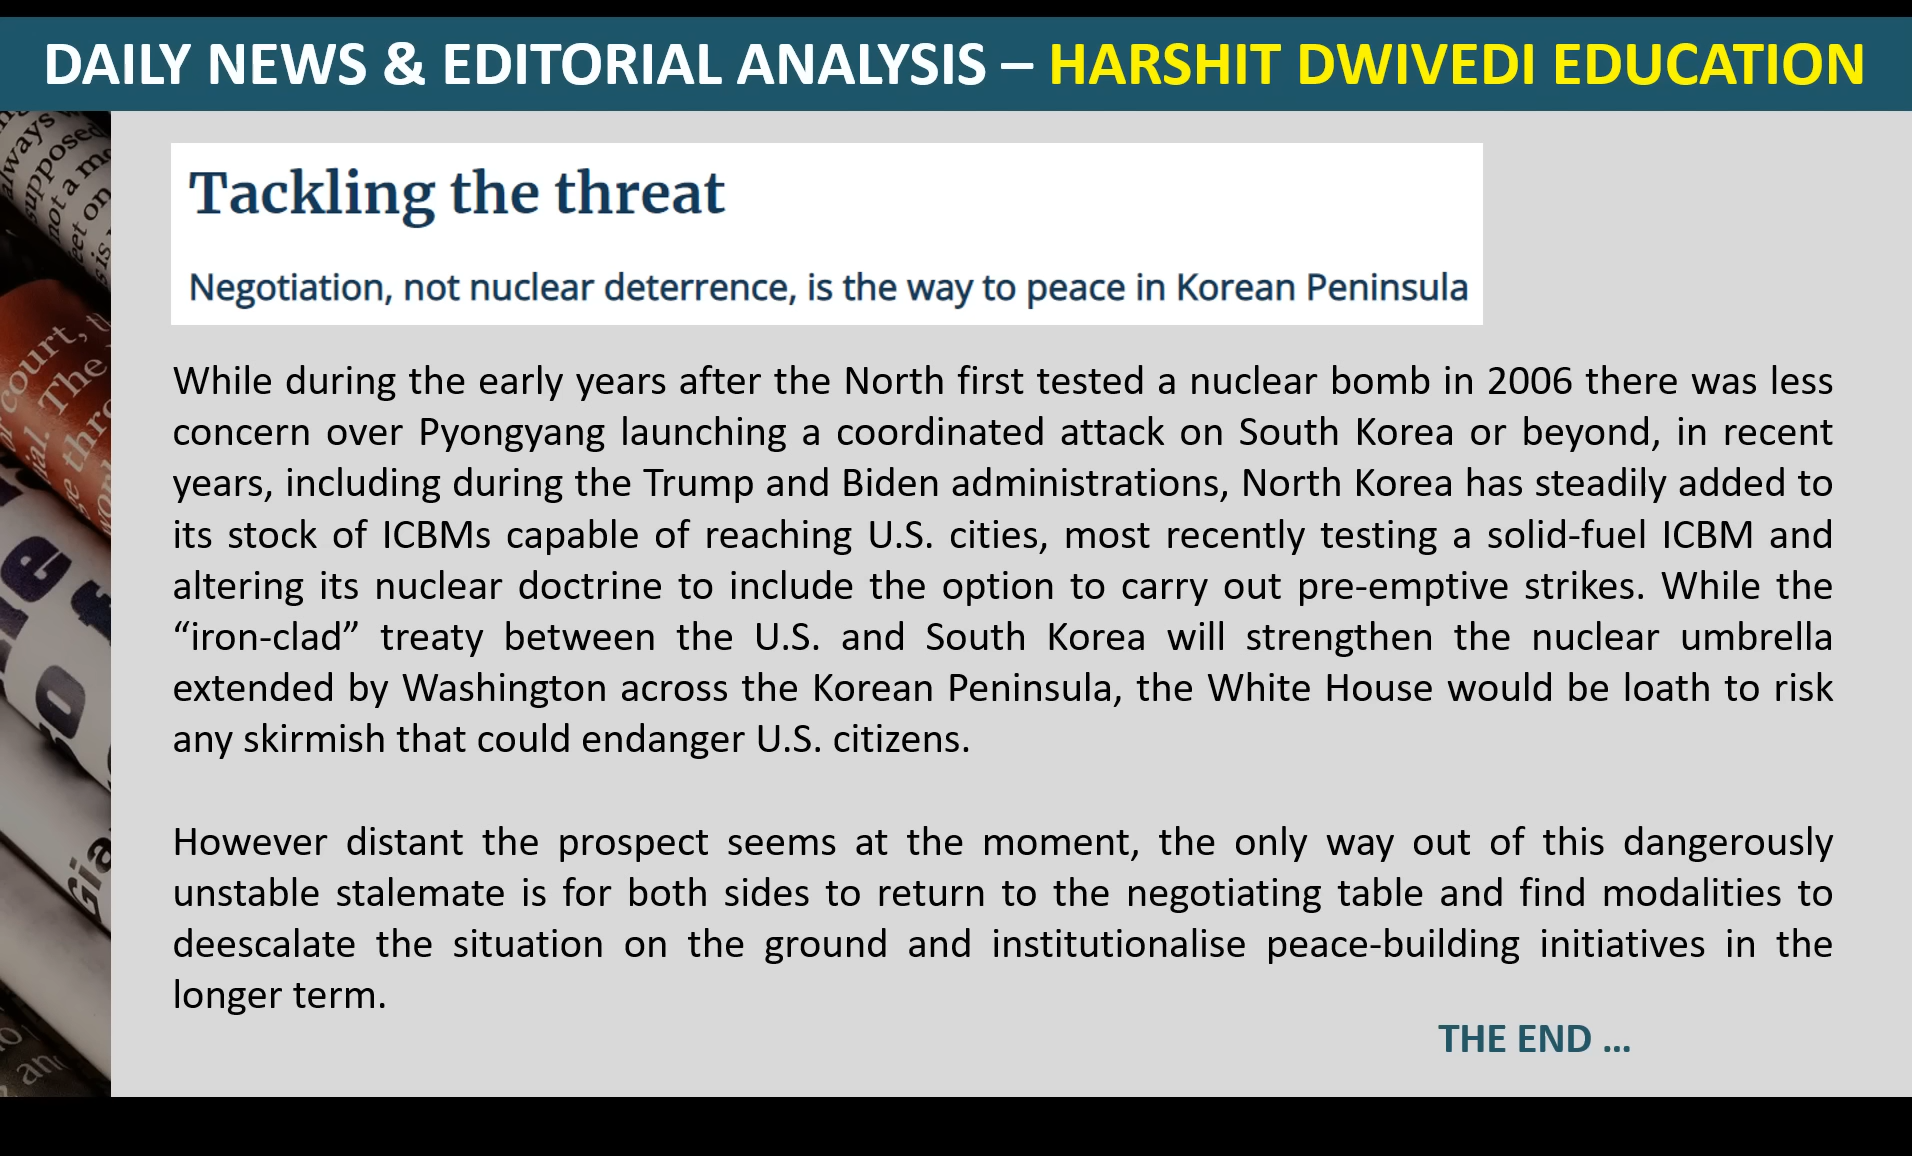 DAILY NEWS & EDITORIAL ANALYSIS – HARSHIT DWIVEDI EDUCATION
Tackling the threat
Negotiation, not nuclear deterrence, is the way to peace in Korean Peninsula
While during the early years after the North first tested a nuclear bomb in 2006 there was less
concern over Pyongyang launching a coordinated attack on South Korea or beyond, in recent
years, including during the Trump and Biden administrations, North Korea has steadily added to
its stock of ICBMs capable of reaching U.S. cities, most recently testing a solid-fuel ICBM and
altering its nuclear doctrine to include the option to carry out pre-emptive strikes. While the
“iron-clad” treaty between the U.S. and South Korea will strengthen the nuclear umbrella
extended by Washington across the Korean Peninsula, the White House would be loath to risk
any skirmish that could endanger U.S. citizens.
However distant the prospect seems at the moment, the only way out of this dangerously
unstable stalemate is for both sides to return to the negotiating table and find modalities to
deescalate the situation on the ground and institutionalise peace-building initiatives in the
longer term.
THE END ...
always
supposed
not a
eet on
court,
The